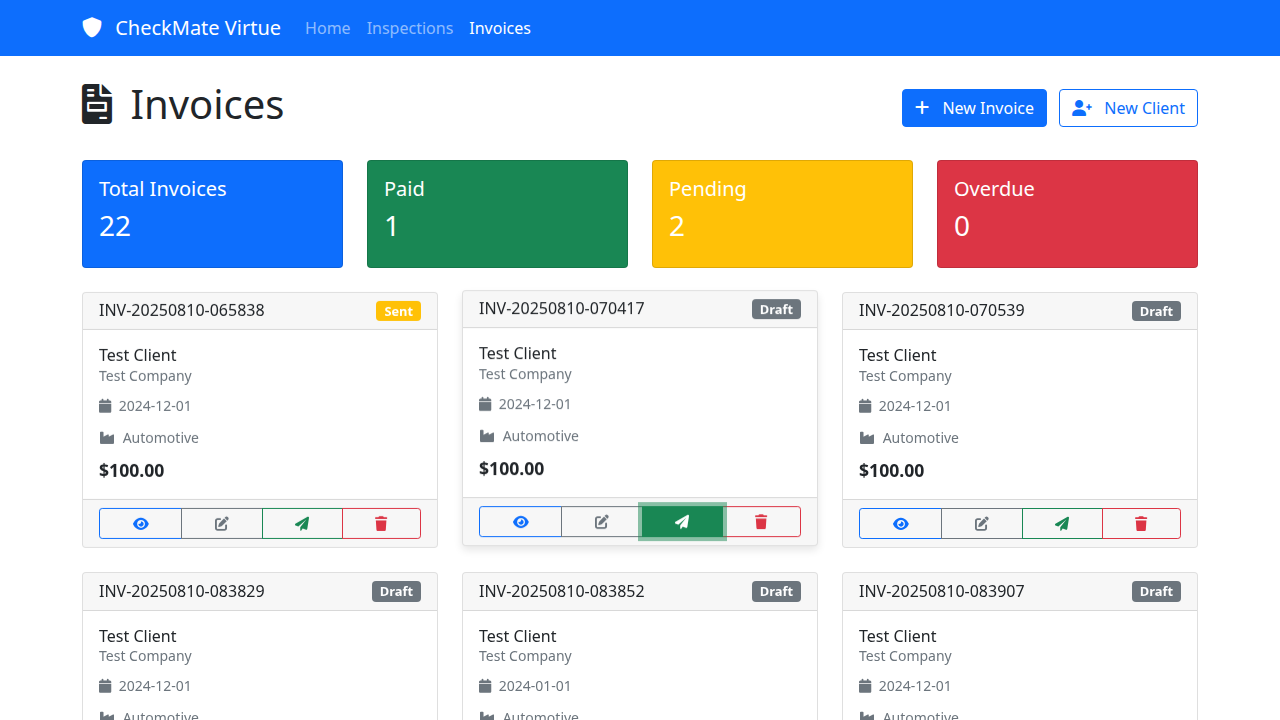 CheckMate Virtue Home Inspections Invoices
Invoices
New Invoice
New Client
Total Invoices
22
Paid
1
Pending
2
Overdue
0
INV-20250810-065838 Sent
Test Client
Test Company
2024-12-01
Automotive
$100.00
INV-20250810-070417 Draft
Test Client
Test Company
2024-12-01
Automotive
$100.00
INV-20250810-070539 Draft
Test Client
Test Company
2024-12-01
Automotive
$100.00
INV-20250810-083829 Draft
Test Client
Test Company
2024-12-01
Automotive
INV-20250810-083852 Draft
Test Client
Test Company
2024-01-01
Automotive
INV-20250810-083907 Draft
Test Client
Test Company
2024-12-01
Automotive